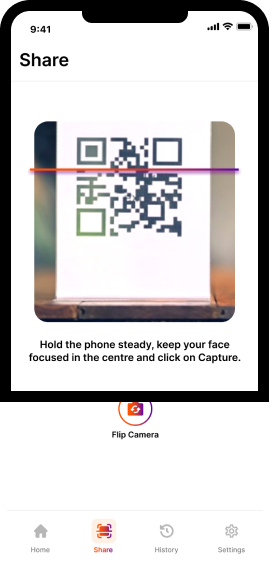 9:41
Share
Hold the phone steady, keep your face
focused in the centre and click on Capture.
Flip Camera
Home
Share
History
Settings